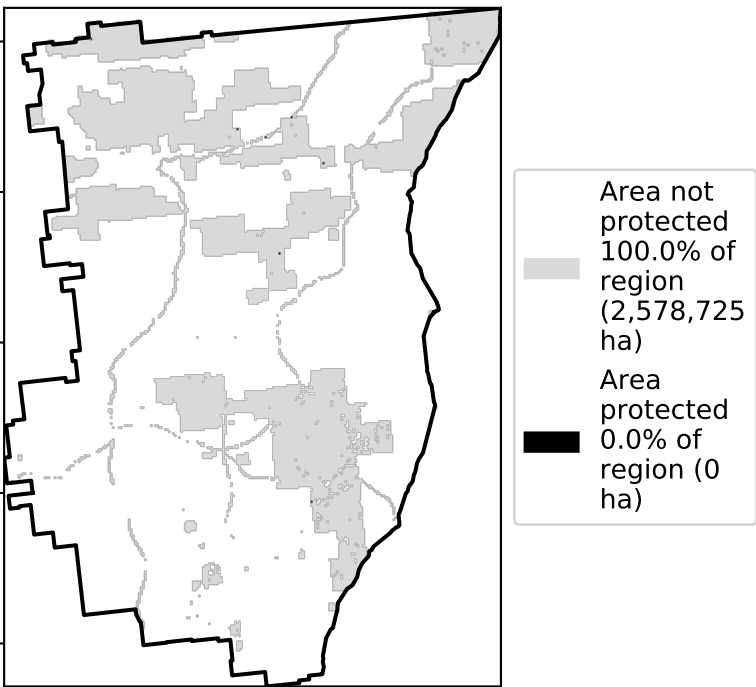 Area not
protected
100.0% of
region
(2,578,725
ha)
Area
protected
0.0% of
region (0
ha)